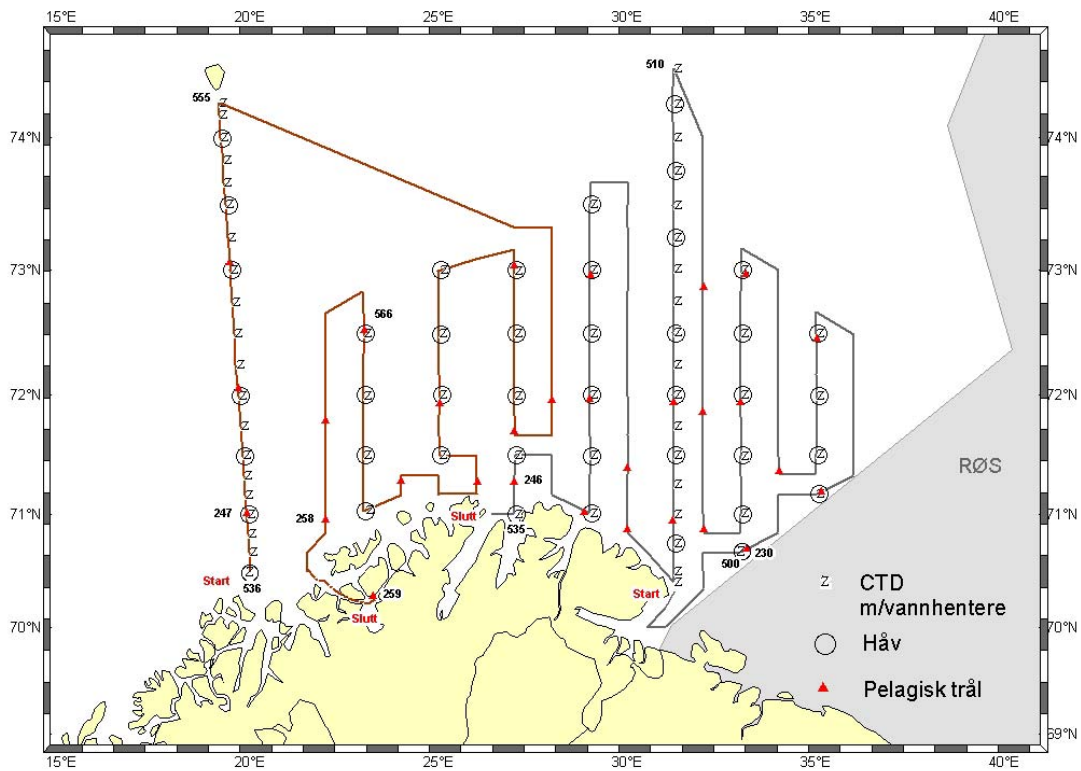 15°E 20°E 25°E 30°E 35°E 40°E
510
555
74°N 74°N
73°N 73°N
566
72°N 72°N
RØS
246
247 258 Slutt
71°N 71°N
535
500 230
Start
536
259
Start
Slutt
70°N 70°N
Z CTD
m/vannhentere
Håv
Pelagisk trål
69°N
15°E 20°E 25°E 30°E 35°E 40°E